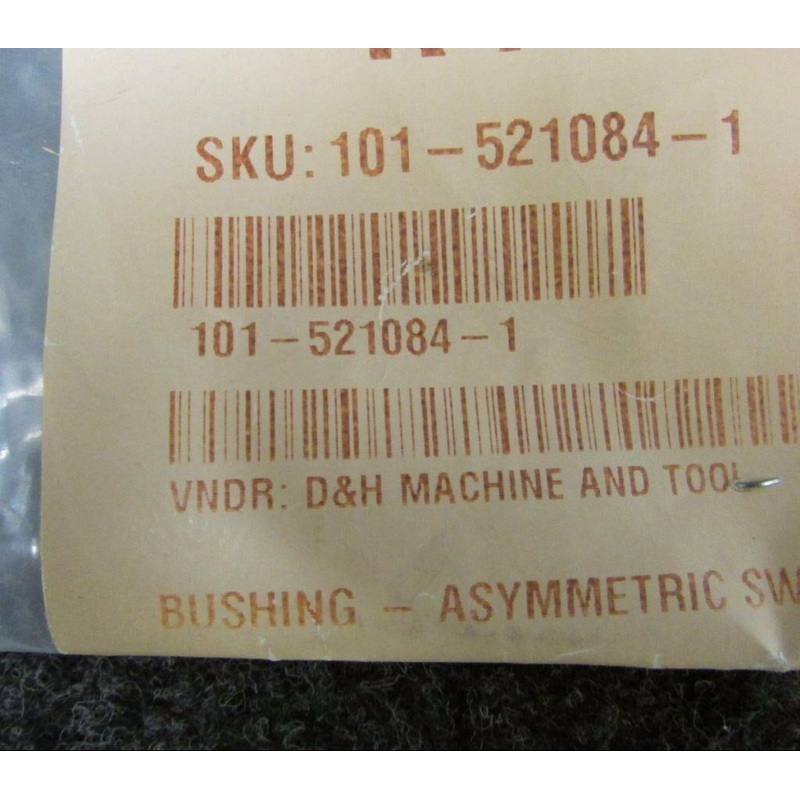 SKU: 101-521084-1
101-521084-1
VNDR: D&H MACHINE AND TOOL
BUSHING - ASYMMETRIC SW